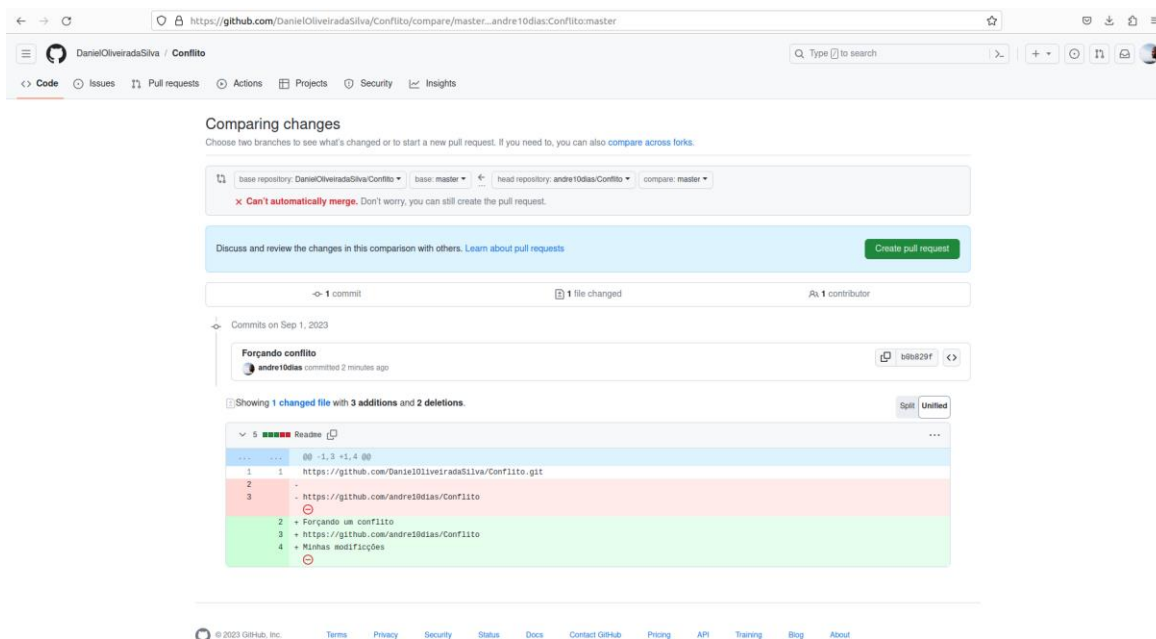 https://github.com/DanielOliveiradaSilva/Conflito/compare/master...andre10dias:Conflito:master
DanielOliveiradaSilva / Conflito
Type / to search
Code Issues Pull requests Actions Projects Security Insights
Comparing changes
Choose two branches to see what's changed or to start a new pull request. If you need to, you can also compare across forks.
base repository: DanielOliveiradaSilva/Conflito base: master ... head repository: andre10dias/Conflito compare: master
Can't automatically merge. Don't worry, you can still create the pull request.
Discuss and review the changes in this comparison with others. Learn about pull requests Create pull request
1 commit 1 file changed 1 contributor
Commits on Sep 1, 2023
Forçando conflito
andre10dias committed 2 minutes ago b0b829f
Showing 1 changed file with 3 additions and 2 deletions. Split Unified
5 Readme ...
... ... @@ -1,3 +1,4 @@
1 1 https://github.com/DanielOliveiradaSilva/Conflito.git
2 -
3 - https://github.com/andre10dias/Conflito
2 + Forçando um conflito
3 + https://github.com/andre10dias/Conflito
4 + Minhas modificções
© 2023 GitHub, Inc. Terms Privacy Security Status Docs Contact GitHub Pricing API Training Blog About